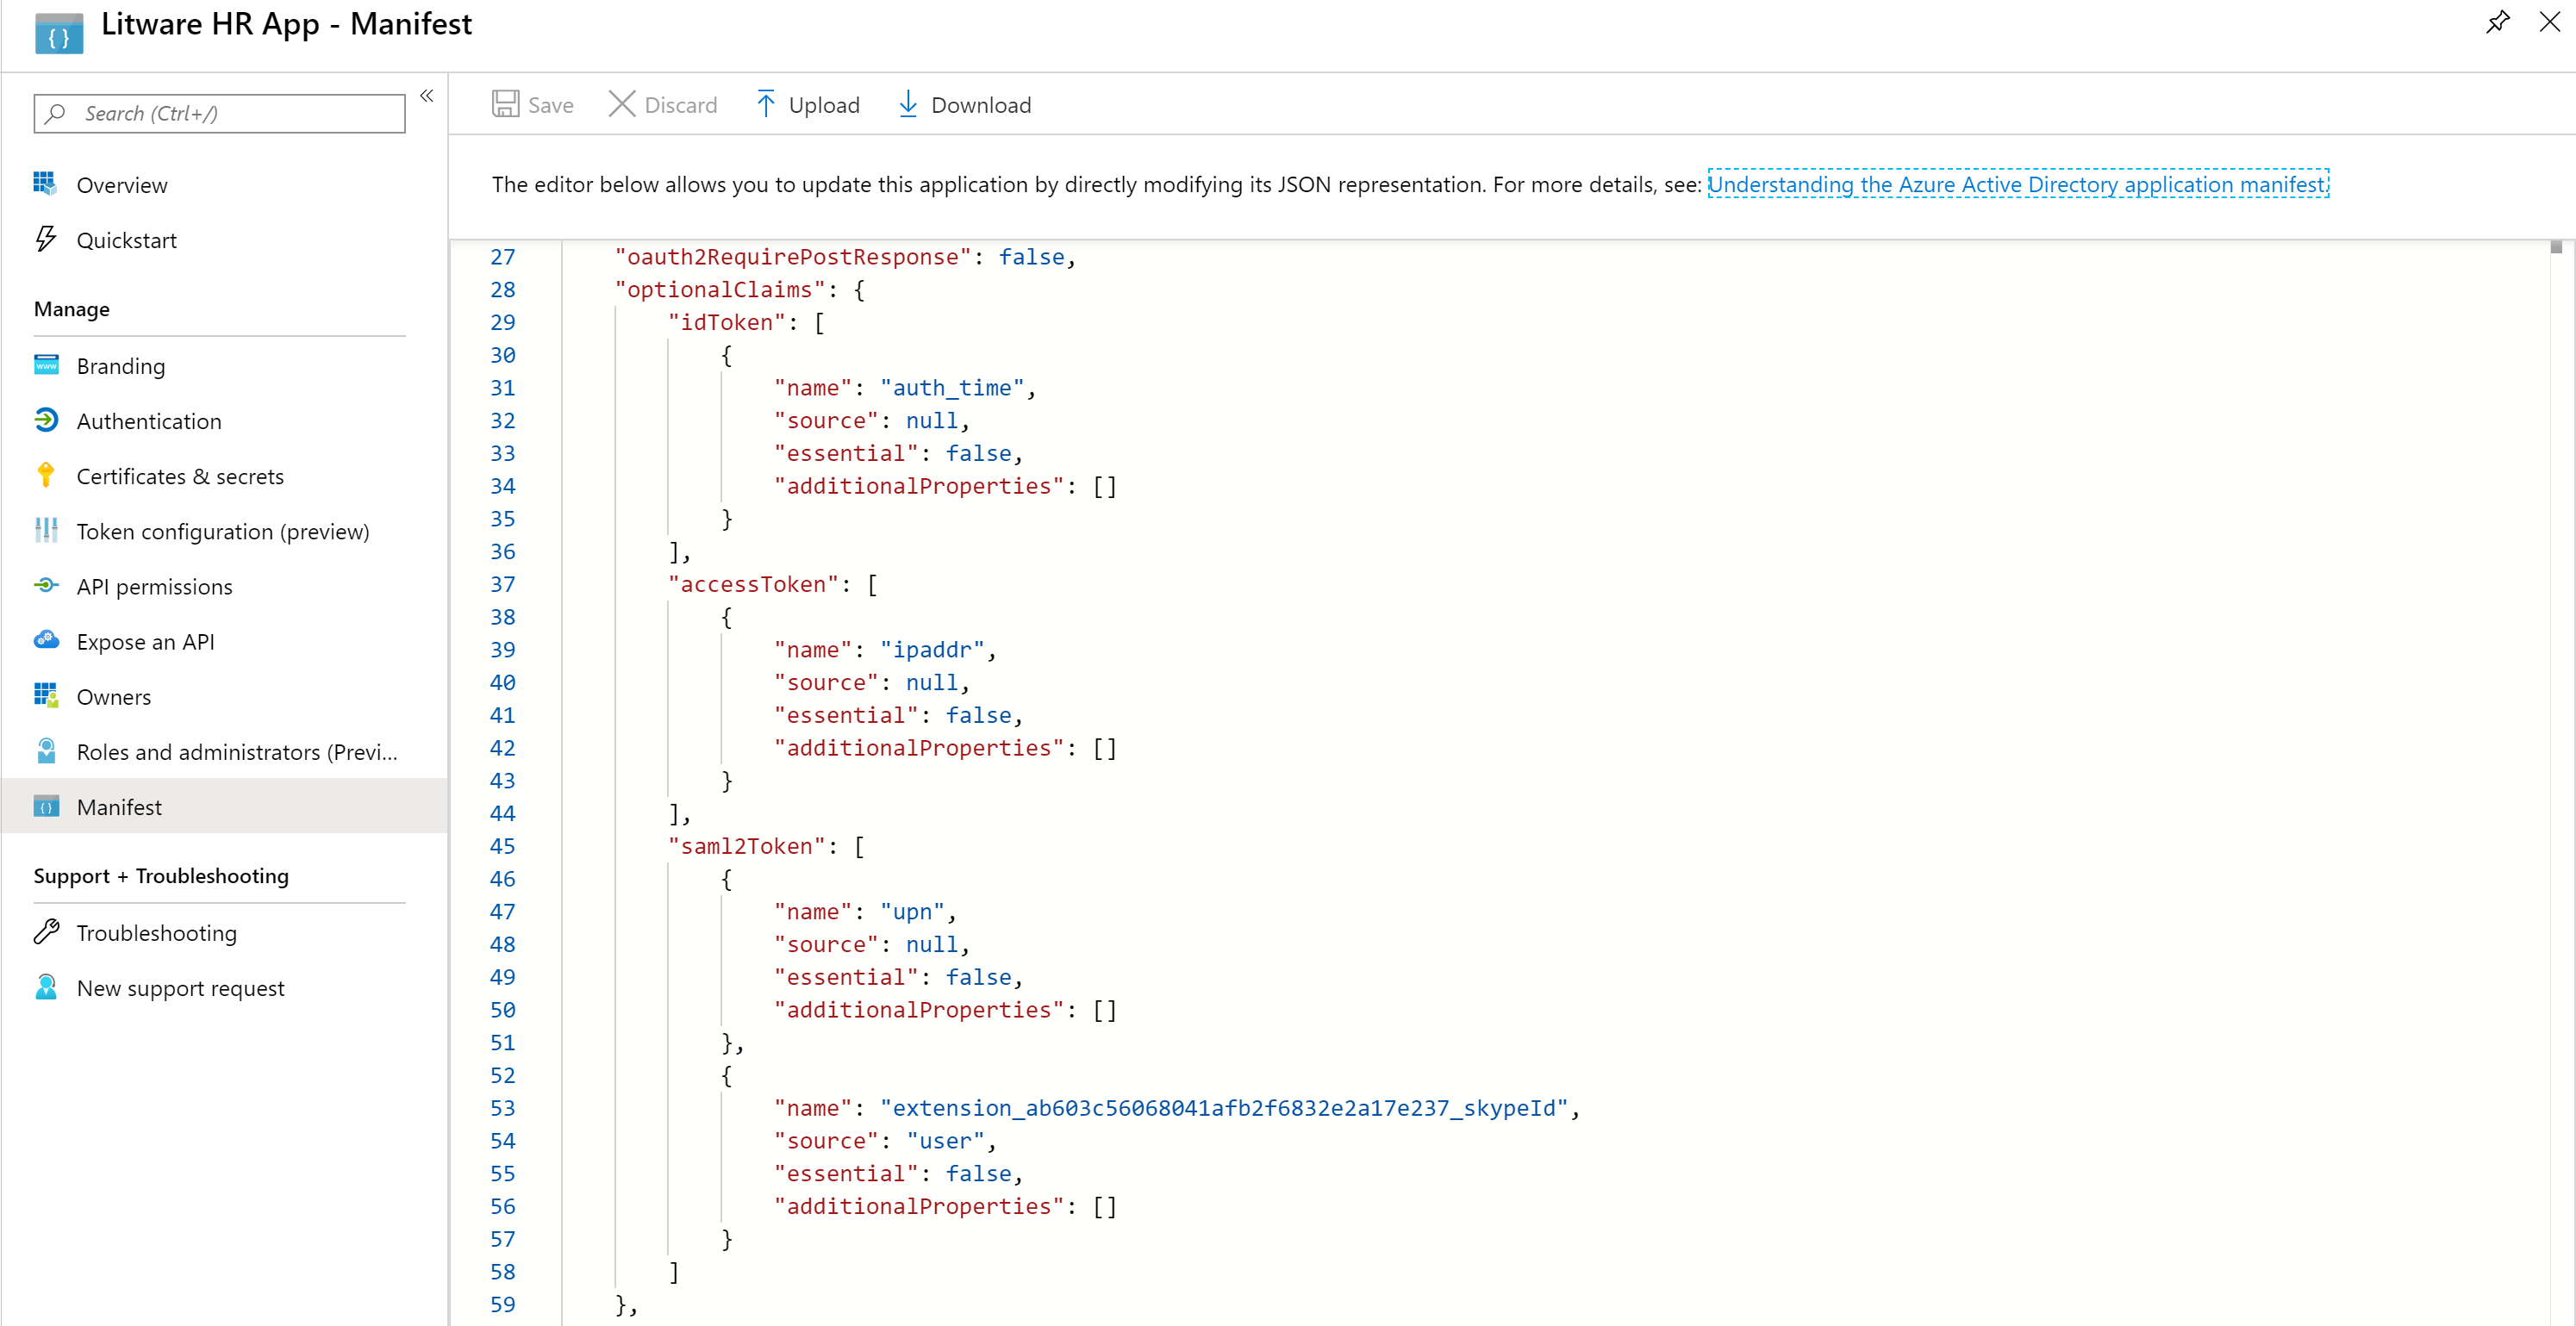 Litware HR App - Manifest
Search (Ctrl+/)
Overview
Quickstart
Manage
Branding
Authentication
Certificates & secrets
Token configuration (preview)
API permissions
Expose an API
Owners
Roles and administrators (Previ...
Manifest
Support + Troubleshooting
Troubleshooting
New support request
Save Discard Upload Download
The editor below allows you to update this application by directly modifying its JSON representation. For more details, see: Understanding the Azure Active Directory application manifest.
27 "oauth2RequirePostResponse": false,
28 "optionalClaims": {
29 "idToken": [
30 {
31 "name": "auth_time",
32 "source": null,
33 "essential": false,
34 "additionalProperties": []
35 }
36 ],
37 "accessToken": [
38 {
39 "name": "ipaddr",
40 "source": null,
41 "essential": false,
42 "additionalProperties": []
43 }
44 ],
45 "saml2Token": [
46 {
47 "name": "upn",
48 "source": null,
49 "essential": false,
50 "additionalProperties": []
51 },
52 {
53 "name": "extension_ab603c56068041afb2f6832e2a17e237_skypeId",
54 "source": "user",
55 "essential": false,
56 "additionalProperties": []
57 }
58 ]
59 },